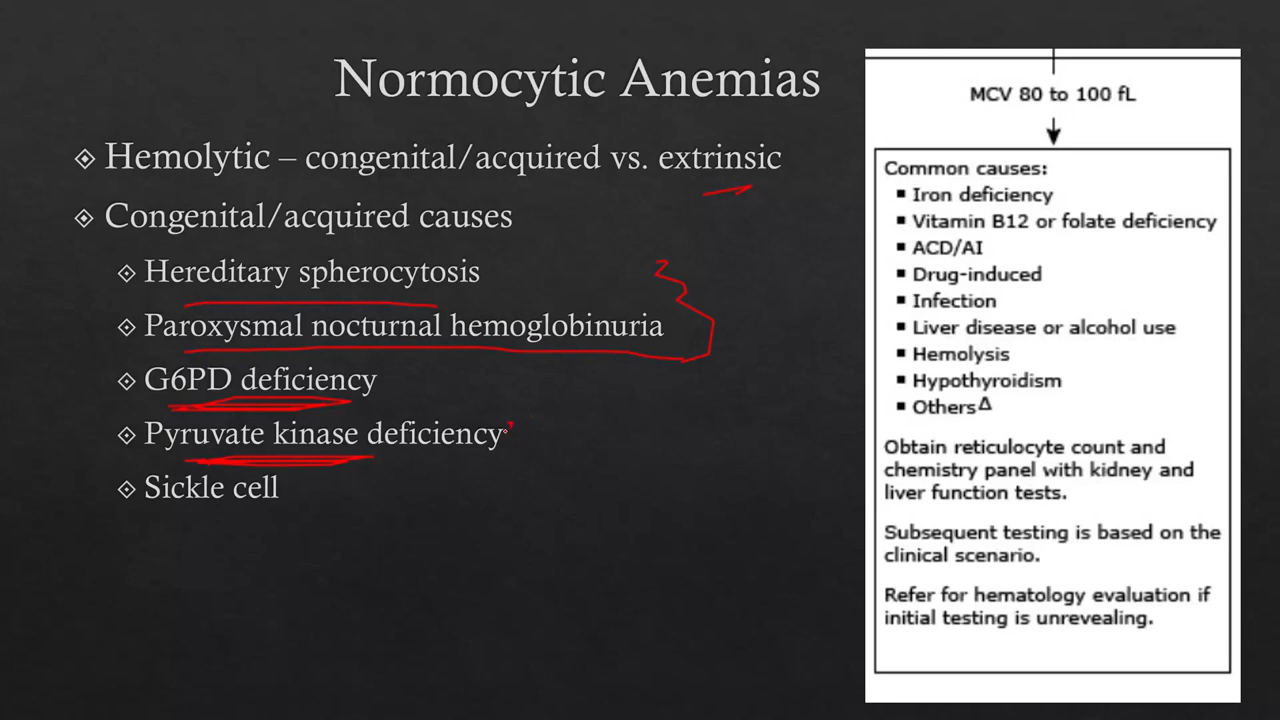 Normocytic Anemias
Hemolytic – congenital/acquired vs. extrinsic
Congenital/acquired causes
Hereditary spherocytosis
Paroxysmal nocturnal hemoglobinuria
G6PD deficiency
Pyruvate kinase deficiency
Sickle cell
MCV 80 to 100 fL
Common causes:
Iron deficiency
Vitamin B12 or folate deficiency
ACD/AI
Drug-induced
Infection
Liver disease or alcohol use
Hemolysis
Hypothyroidism
Others Δ
Obtain reticulocyte count and
chemistry panel with kidney and
liver function tests.
Subsequent testing is based on the
clinical scenario.
Refer for hematology evaluation if
initial testing is unrevealing.